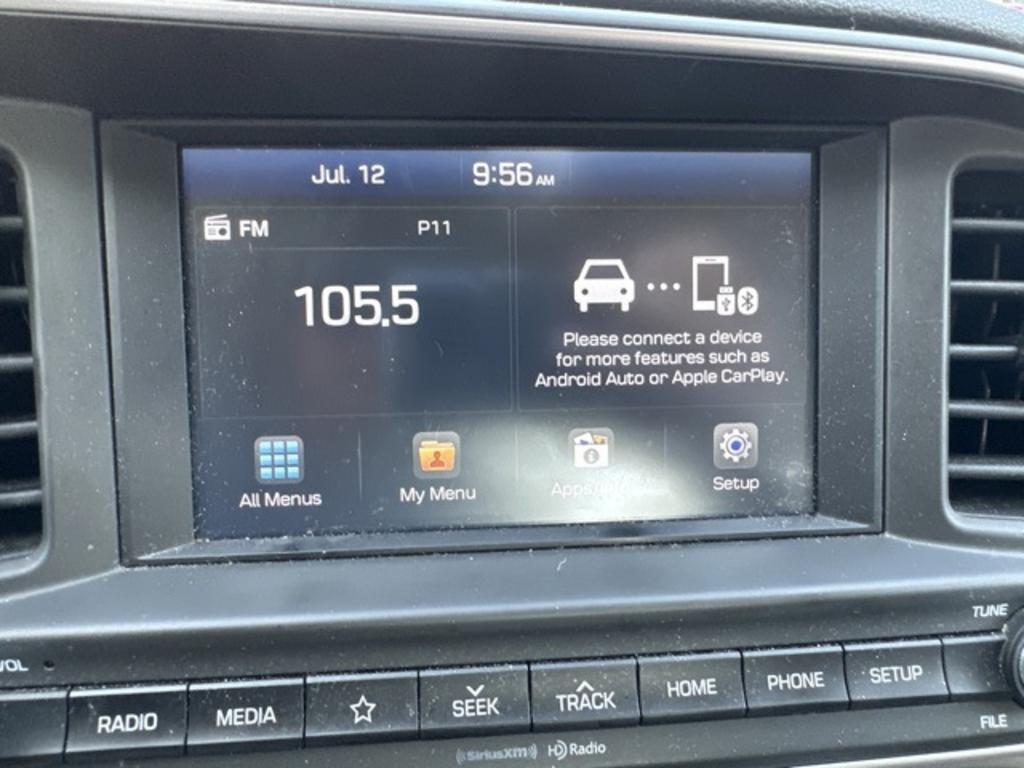 Jul. 12 9:56 AM
FM P11
105.5
Please connect a device
for more features such as
Android Auto or Apple CarPlay.
All Menus My Menu Apps/Info Setup
TUNE
VOL
RADIO MEDIA SEEK TRACK HOME PHONE SETUP
FILE
SiriusXM HD Radio